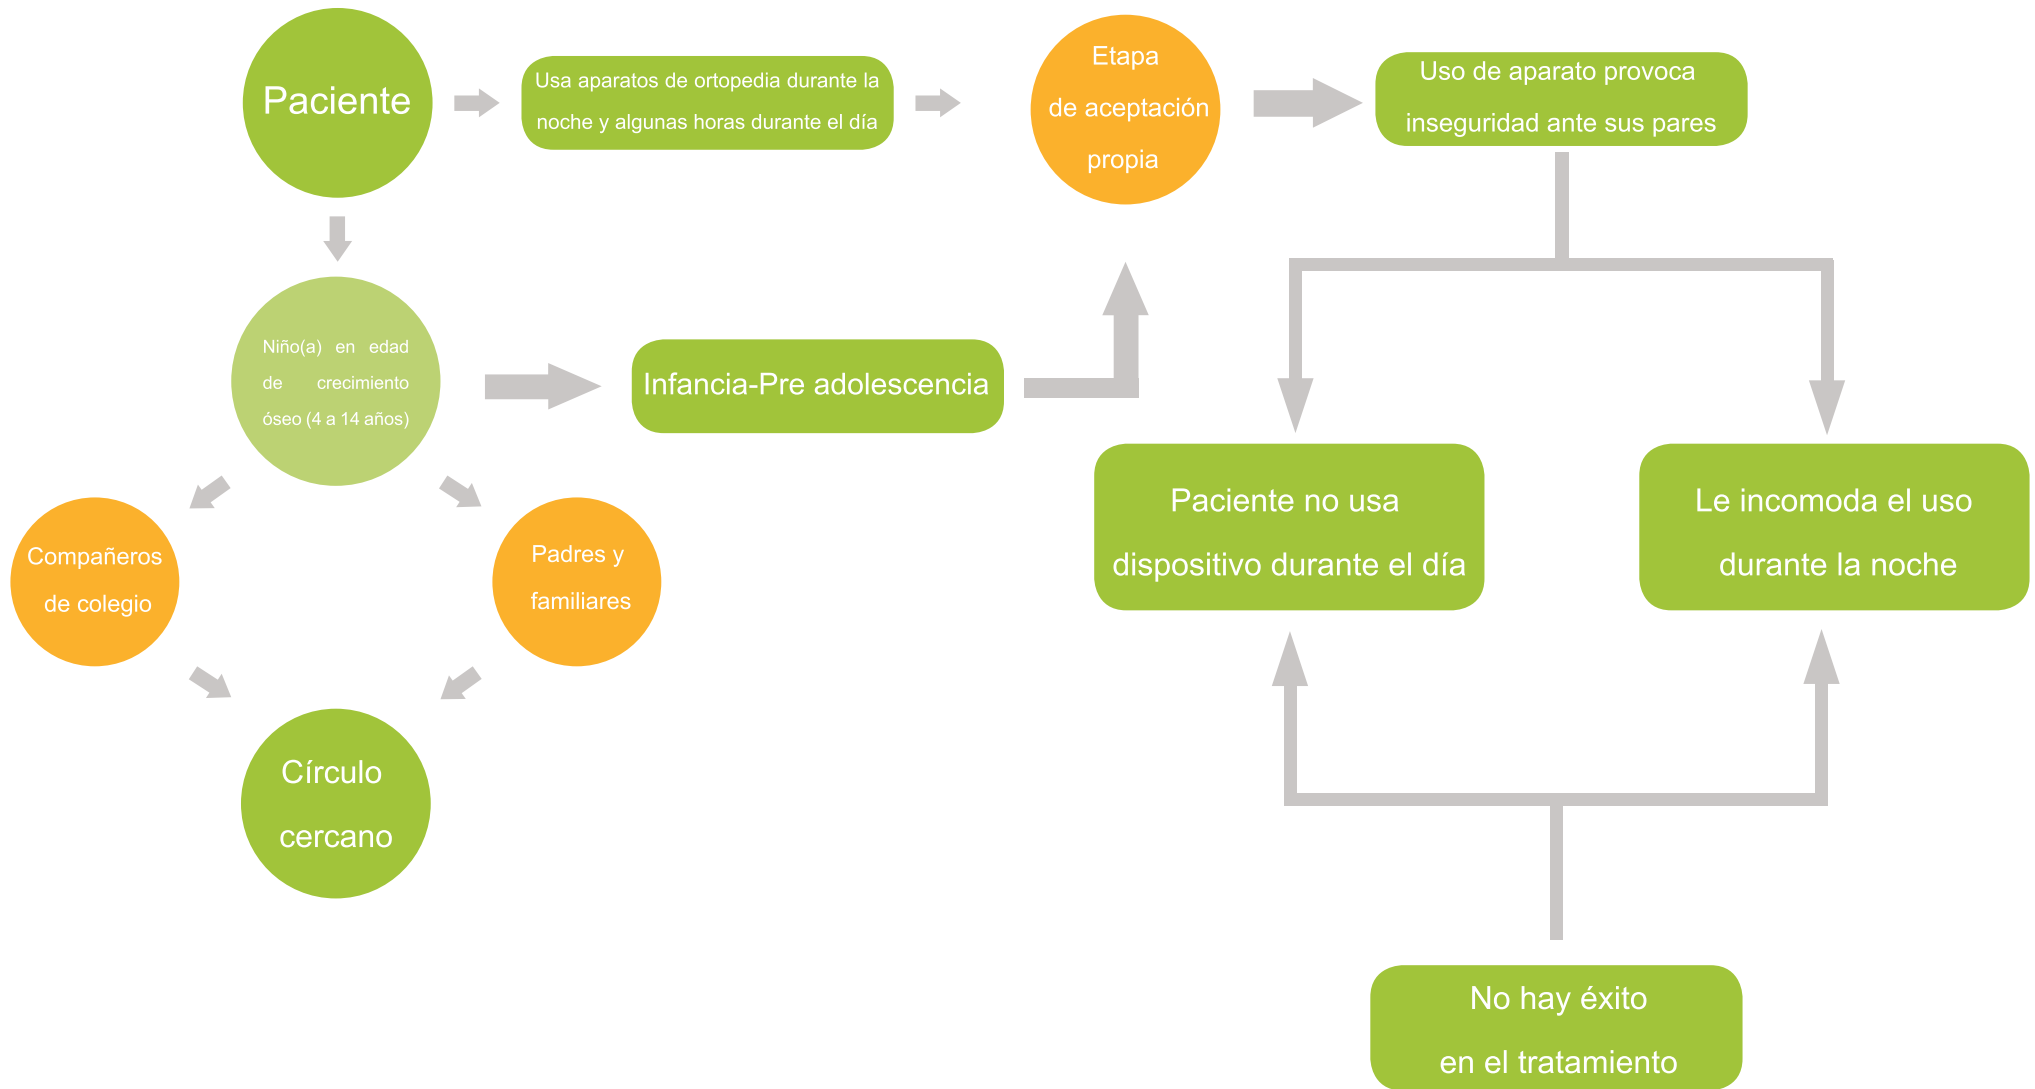 Paciente
Usa aparatos de ortopedia durante la
noche y algunas horas durante el día
Etapa
de aceptación
propia
Uso de aparato provoca
inseguridad ante sus pares
Niño(a) en edad
de crecimiento
óseo (4 a 14 años)
Infancia-Pre adolescencia
Compañeros
de colegio
Padres y
familiares
Círculo
cercano
Paciente no usa
dispositivo durante el día
Le incomoda el uso
durante la noche
No hay éxito
en el tratamiento